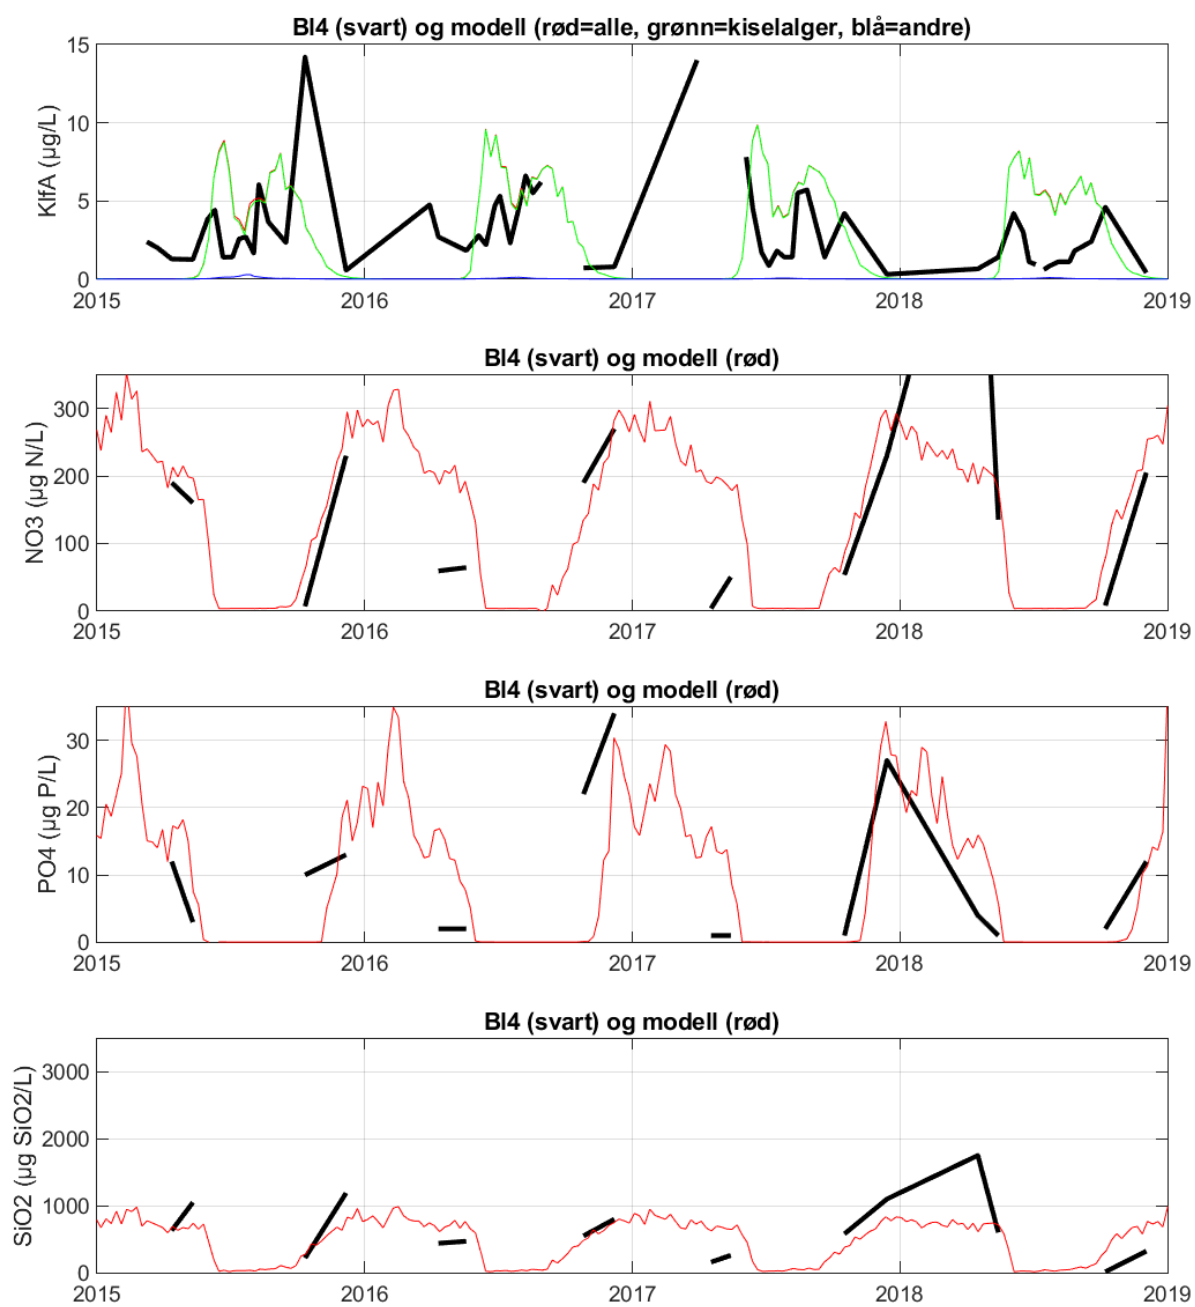 Bl4 (svart) og modell (rød=alle, grønn=kiselalger, blå=andre)
KlfA (µg/L)
15
10
5
0
2015 2016 2017 2018 2019
Bl4 (svart) og modell (rød)
NO3 (µg N/L)
300
200
100
0
2015 2016 2017 2018 2019
Bl4 (svart) og modell (rød)
PO4 (µg P/L)
30
20
10
0
2015 2016 2017 2018 2019
Bl4 (svart) og modell (rød)
SiO2 (µg SiO2/L)
3000
2000
1000
0
2015 2016 2017 2018 2019